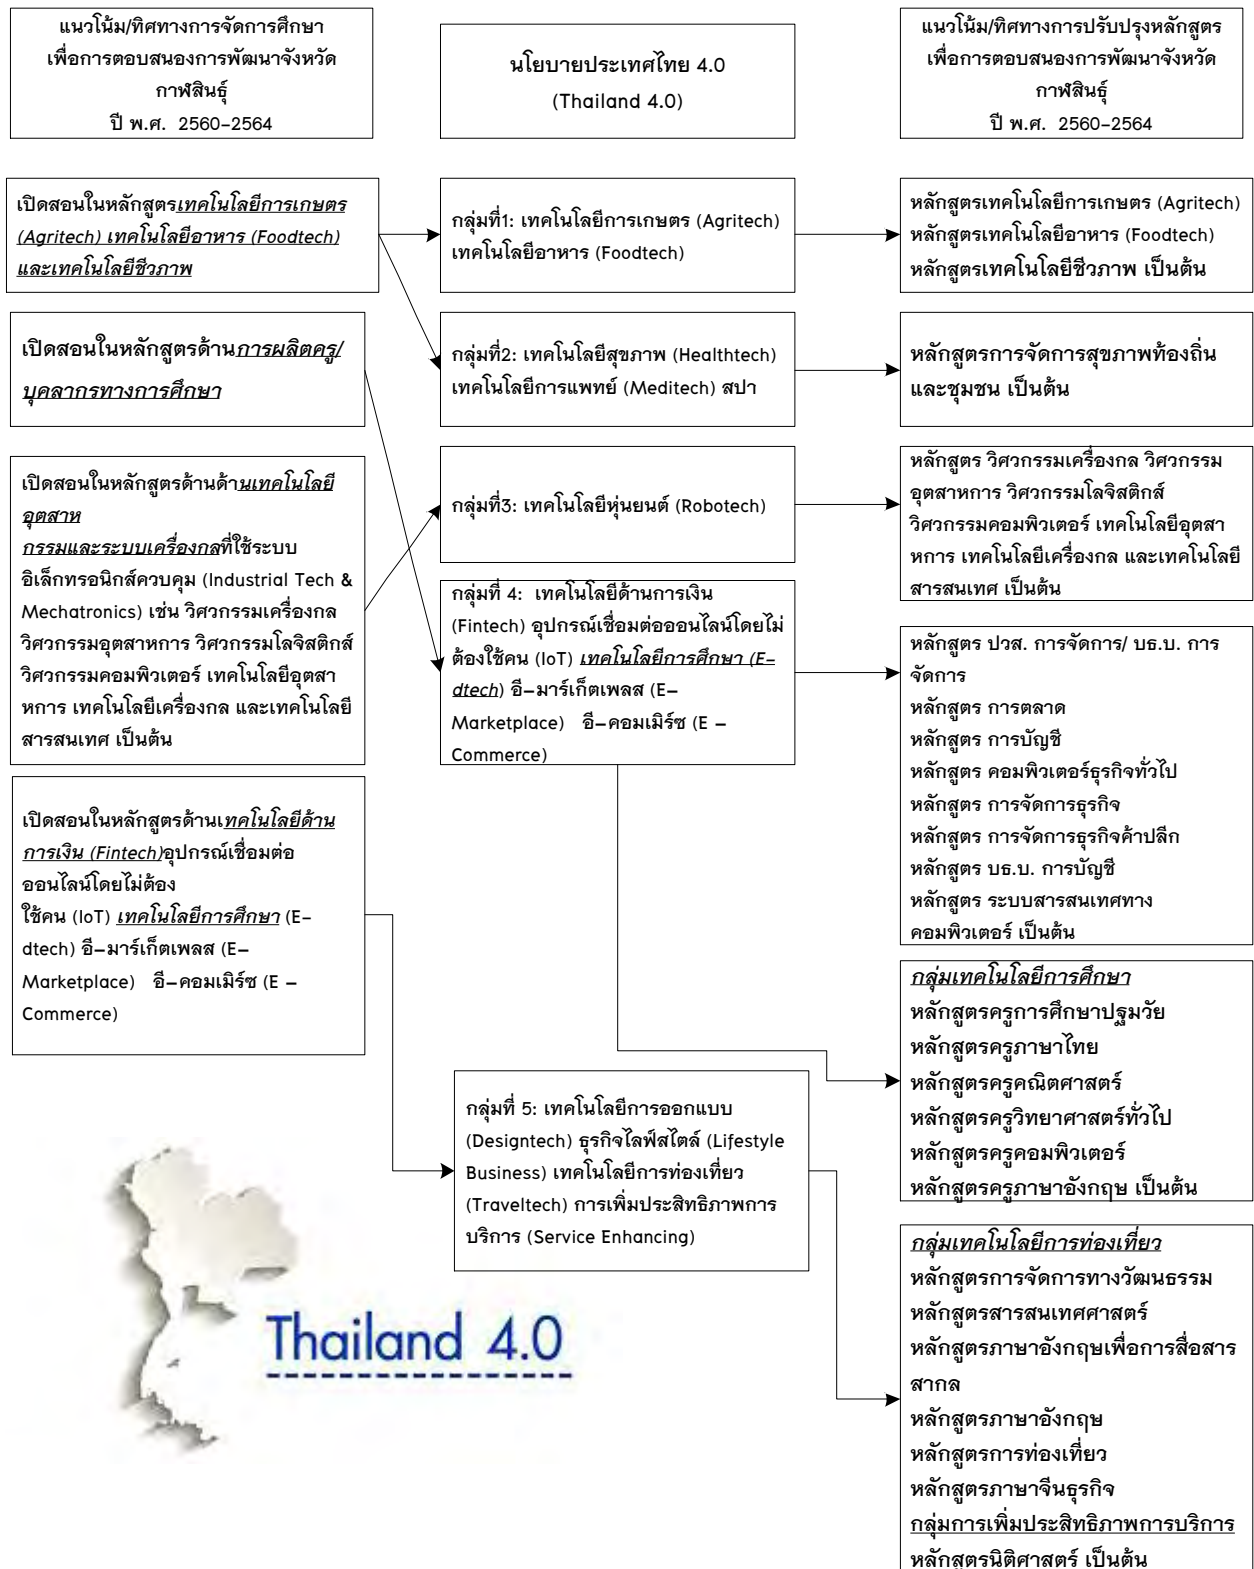 แนวโน้ม/ทิศทางการจัดการศึกษา
เพื่อการตอบสนองการพัฒนาจังหวัด
กาฬสินธุ์
ปี พ.ศ. 2560-2564
นโยบายประเทศไทย 4.0
(Thailand 4.0)
แนวโน้ม/ทิศทางการปรับปรุงหลักสูตร
เพื่อการตอบสนองการพัฒนาจังหวัด
กาฬสินธุ์
ปี พ.ศ. 2560-2564
เปิดสอนในหลักสูตรเทคโนโลยีการเกษตร
(Agritech) เทคโนโลยีอาหาร (Foodtech)
และเทคโนโลยีชีวภาพ
กลุ่มที่1: เทคโนโลยีการเกษตร (Agritech)
เทคโนโลยีอาหาร (Foodtech)
หลักสูตรเทคโนโลยีการเกษตร (Agritech)
หลักสูตรเทคโนโลยีอาหาร (Foodtech)
หลักสูตรเทคโนโลยีชีวภาพ เป็นต้น
เปิดสอนในหลักสูตรด้านการผลิตครู/
บุคลากรทางการศึกษา
กลุ่มที่2: เทคโนโลยีสุขภาพ (Healthtech)
เทคโนโลยีการแพทย์ (Meditech) สปา
หลักสูตรการจัดการสุขภาพท้องถิ่น
และชุมชน เป็นต้น
เปิดสอนในหลักสูตรด้านด้านเทคโนโลยี
อุตสาห
กรรมและระบบเครื่องกลที่ใช้ระบบ
อิเล็กทรอนิกส์ควบคุม (Industrial Tech &
Mechatronics) เช่น วิศวกรรมเครื่องกล
วิศวกรรมอุตสาหการ วิศวกรรมโลจิสติกส์
วิศวกรรมคอมพิวเตอร์ เทคโนโลยีอุตสา
หการ เทคโนโลยีเครื่องกล และเทคโนโลยี
สารสนเทศ เป็นต้น
กลุ่มที่3: เทคโนโลยีหุ่นยนต์ (Robotech)
หลักสูตร วิศวกรรมเครื่องกล วิศวกรรม
อุตสาหการ วิศวกรรมโลจิสติกส์
วิศวกรรมคอมพิวเตอร์ เทคโนโลยีอุตสา
หการ เทคโนโลยีเครื่องกล และเทคโนโลยี
สารสนเทศ เป็นต้น
กลุ่มที่ 4: เทคโนโลยีด้านการเงิน
(Fintech) อุปกรณ์เชื่อมต่อออนไลน์โดยไม่
ต้องใช้คน (IoT) เทคโนโลยีการศึกษา (E-
dtech) อี-มาร์เก็ตเพลส (E-
Marketplace) อี-คอมเมิร์ซ (E -
Commerce)
หลักสูตร ปวส. การจัดการ/ บธ.บ. การ
จัดการ
หลักสูตร การตลาด
หลักสูตร การบัญชี
หลักสูตร คอมพิวเตอร์ธุรกิจทั่วไป
หลักสูตร การจัดการธุรกิจ
หลักสูตร การจัดการธุรกิจค้าปลีก
หลักสูตร บธ.บ. การบัญชี
หลักสูตร ระบบสารสนเทศทาง
คอมพิวเตอร์ เป็นต้น
เปิดสอนในหลักสูตรด้านเทคโนโลยีด้าน
การเงิน (Fintech)อุปกรณ์เชื่อมต่อ
ออนไลน์โดยไม่ต้อง
ใช้คน (IoT) เทคโนโลยีการศึกษา (E-
dtech) อี-มาร์เก็ตเพลส (E-
Marketplace) อี-คอมเมิร์ซ (E -
Commerce)
กลุ่มเทคโนโลยีการศึกษา
หลักสูตรครูการศึกษาปฐมวัย
หลักสูตรครูภาษาไทย
หลักสูตรครูคณิตศาสตร์
หลักสูตรครูวิทยาศาสตร์ทั่วไป
หลักสูตรครูคอมพิวเตอร์
หลักสูตรครูภาษาอังกฤษ เป็นต้น
กลุ่มที่ 5: เทคโนโลยีการออกแบบ
(Designtech) ธุรกิจไลฟ์สไตล์ (Lifestyle
Business) เทคโนโลยีการท่องเที่ยว
(Traveltech) การเพิ่มประสิทธิภาพการ
บริการ (Service Enhancing)
กลุ่มเทคโนโลยีการท่องเที่ยว
หลักสูตรการจัดการทางวัฒนธรรม
หลักสูตรสารสนเทศศาสตร์
หลักสูตรภาษาอังกฤษเพื่อการสื่อสาร
สากล
หลักสูตรภาษาอังกฤษ
หลักสูตรการท่องเที่ยว
หลักสูตรภาษาจีนธุรกิจ
กลุ่มการเพิ่มประสิทธิภาพการบริการ
หลักสูตรนิติศาสตร์ เป็นต้น
Thailand 4.0